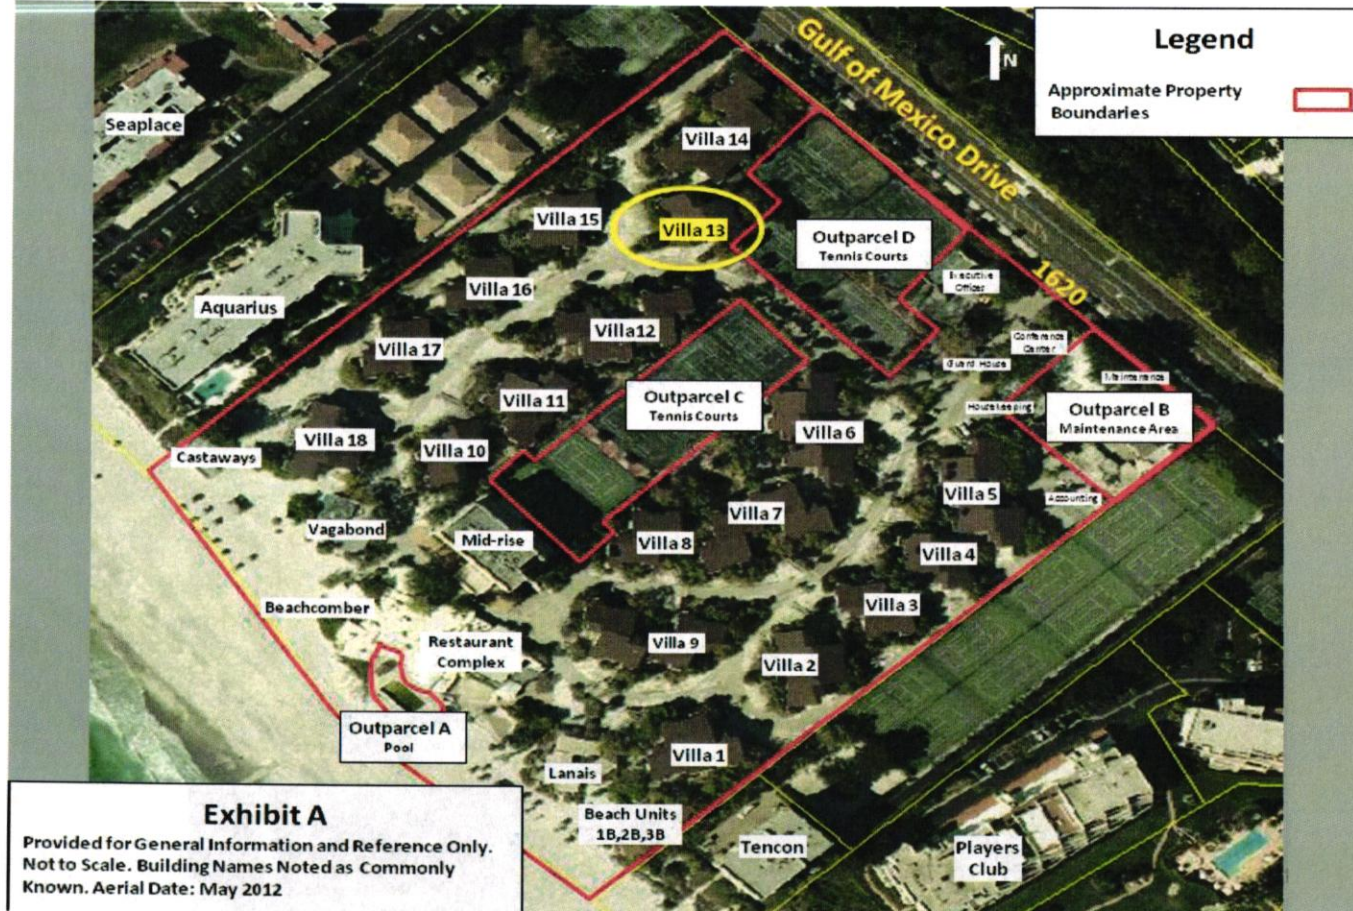 Legend
Approximate Property
Boundaries
N
Gulf of Mexico Drive
1620
Seaplace
Villa 14
Villa 15
Villa 13
Outparcel D
Tennis Courts
Executive
Offices
Villa 16
Aquarius
Villa12
Conference
Center
Villa 17
Guard House
Maintenance
Villa 11
Outparcel C
Tennis Courts
Housekeeping
Outparcel B
Maintenance Area
Villa 6
Villa 18
Villa 10
Castaways
Villa 5
Accounting
Villa 7
Vagabond
Mid-rise
Villa 8
Villa 4
Beachcomber
Villa 3
Restaurant
Complex
Villa 9
Villa 2
Outparcel A
Pool
Villa 1
Lanais
Beach Units
1B,2B,3B
Tencon
Players
Club
Exhibit A
Provided for General Information and Reference Only.
Not to Scale. Building Names Noted as Commonly
Known. Aerial Date: May 2012